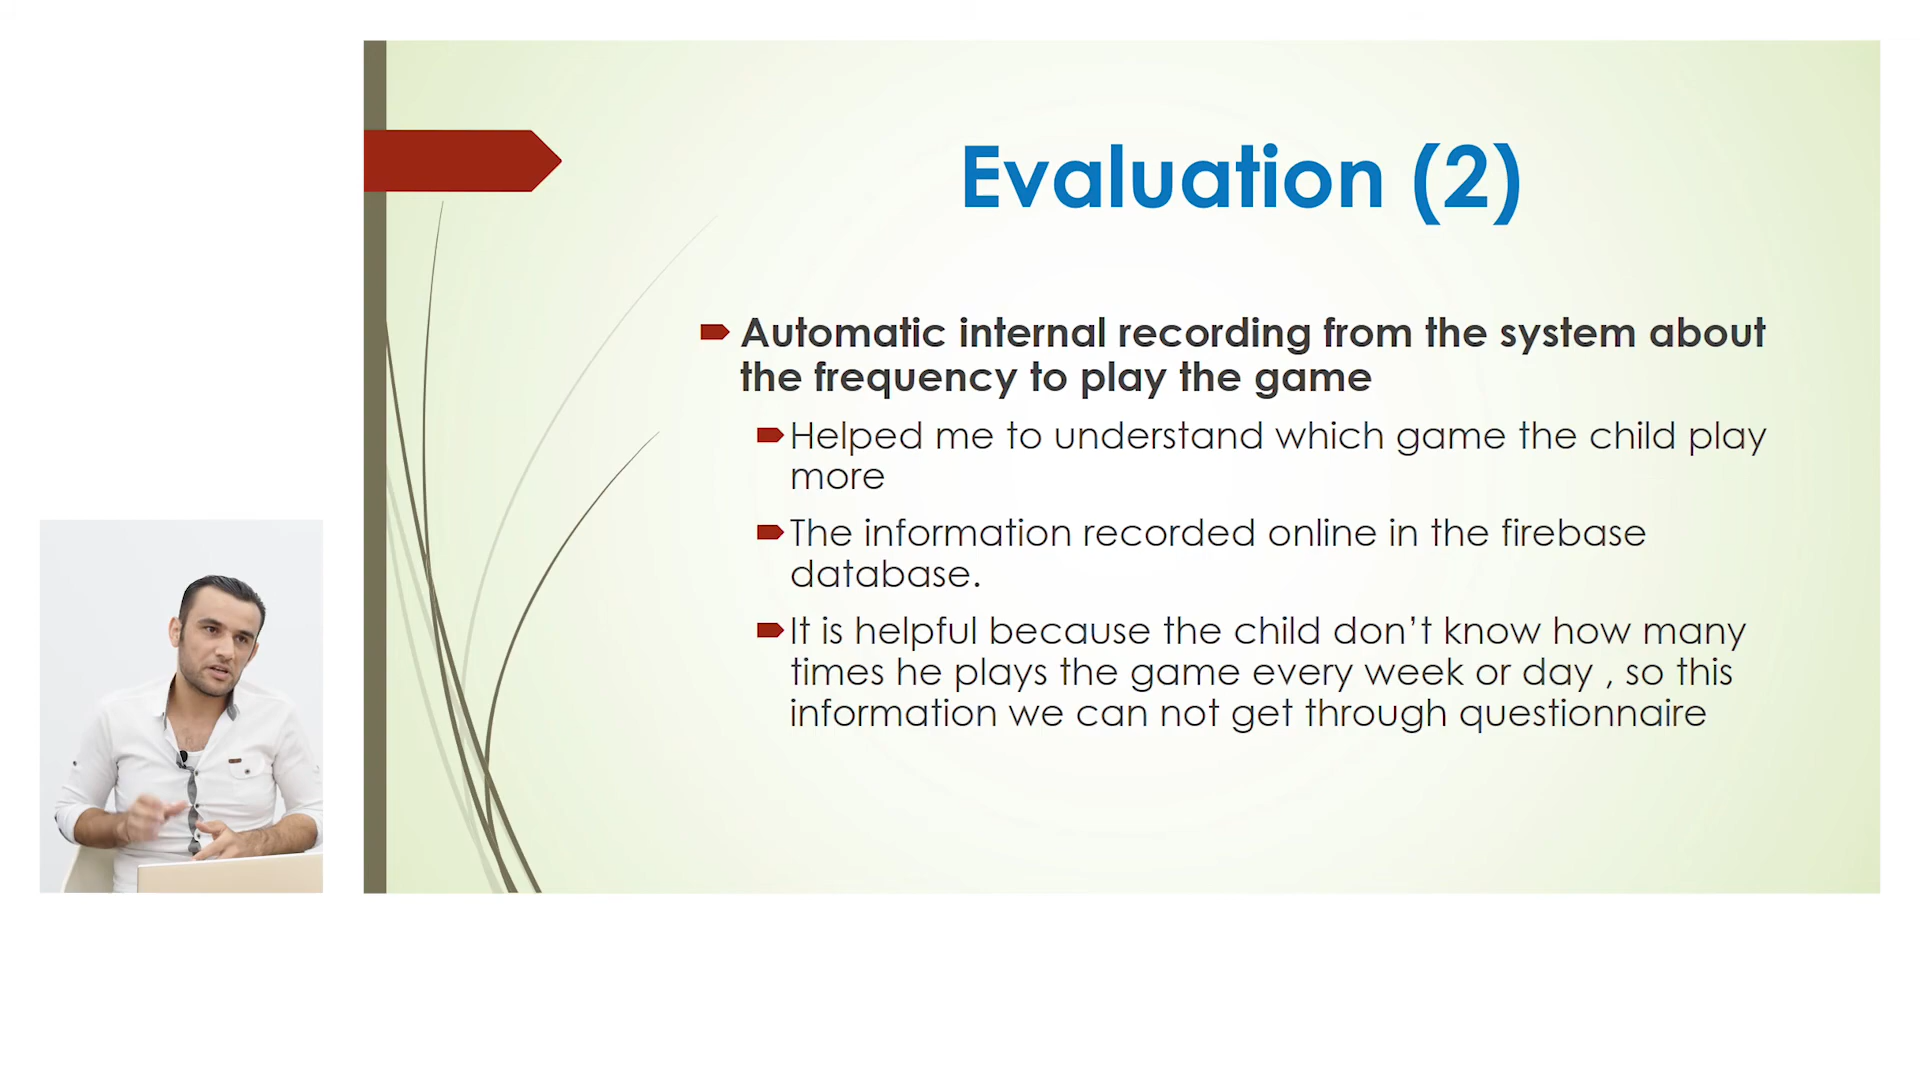 Evaluation (2)
Automatic internal recording from the system about
the frequency to play the game
Helped me to understand which game the child play
more
The information recorded online in the firebase
database.
It is helpful because the child don’t know how many
times he plays the game every week or day , so this
information we can not get through questionnaire